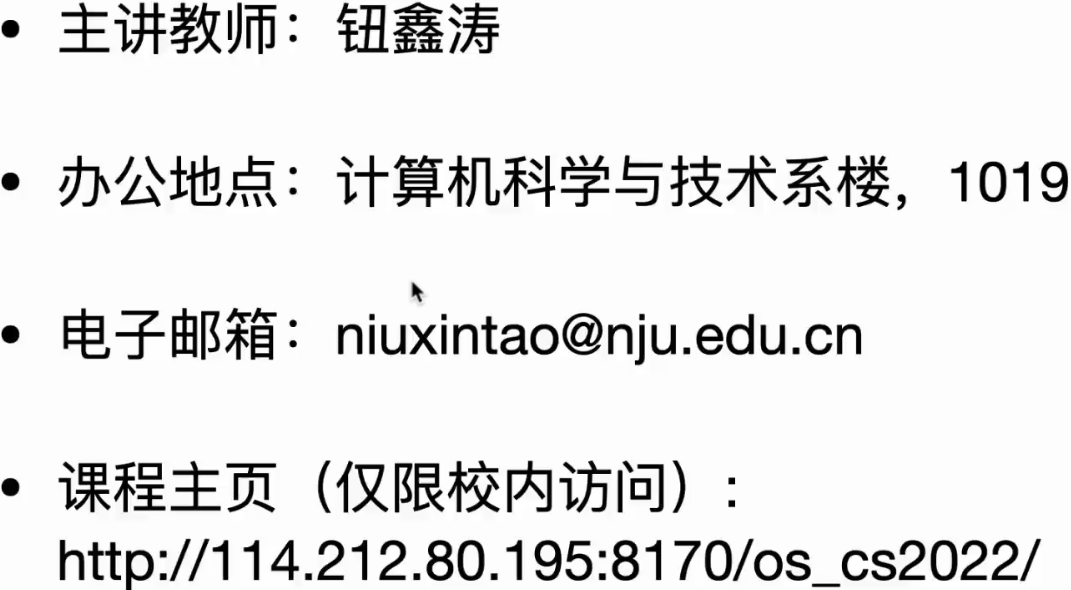 • 主讲教师：钮鑫涛
• 办公地点：计算机科学与技术系楼，1019
• 电子邮箱：niuxintao@nju.edu.cn
• 课程主页（仅限校内访问）：
http://114.212.80.195:8170/os_cs2022/